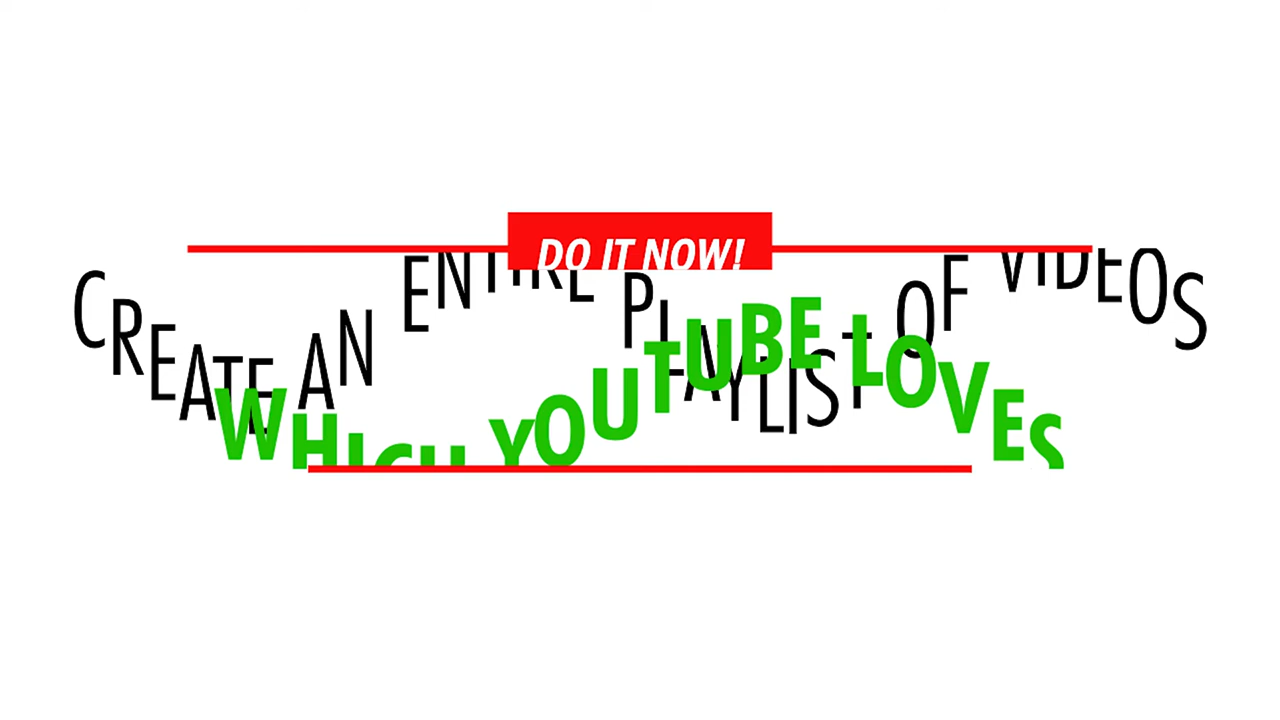 DO IT NOW!
CREATE AN ENTIRE PLAYLIST OF VIDEOS
WHICH YOUTUBE LOVES